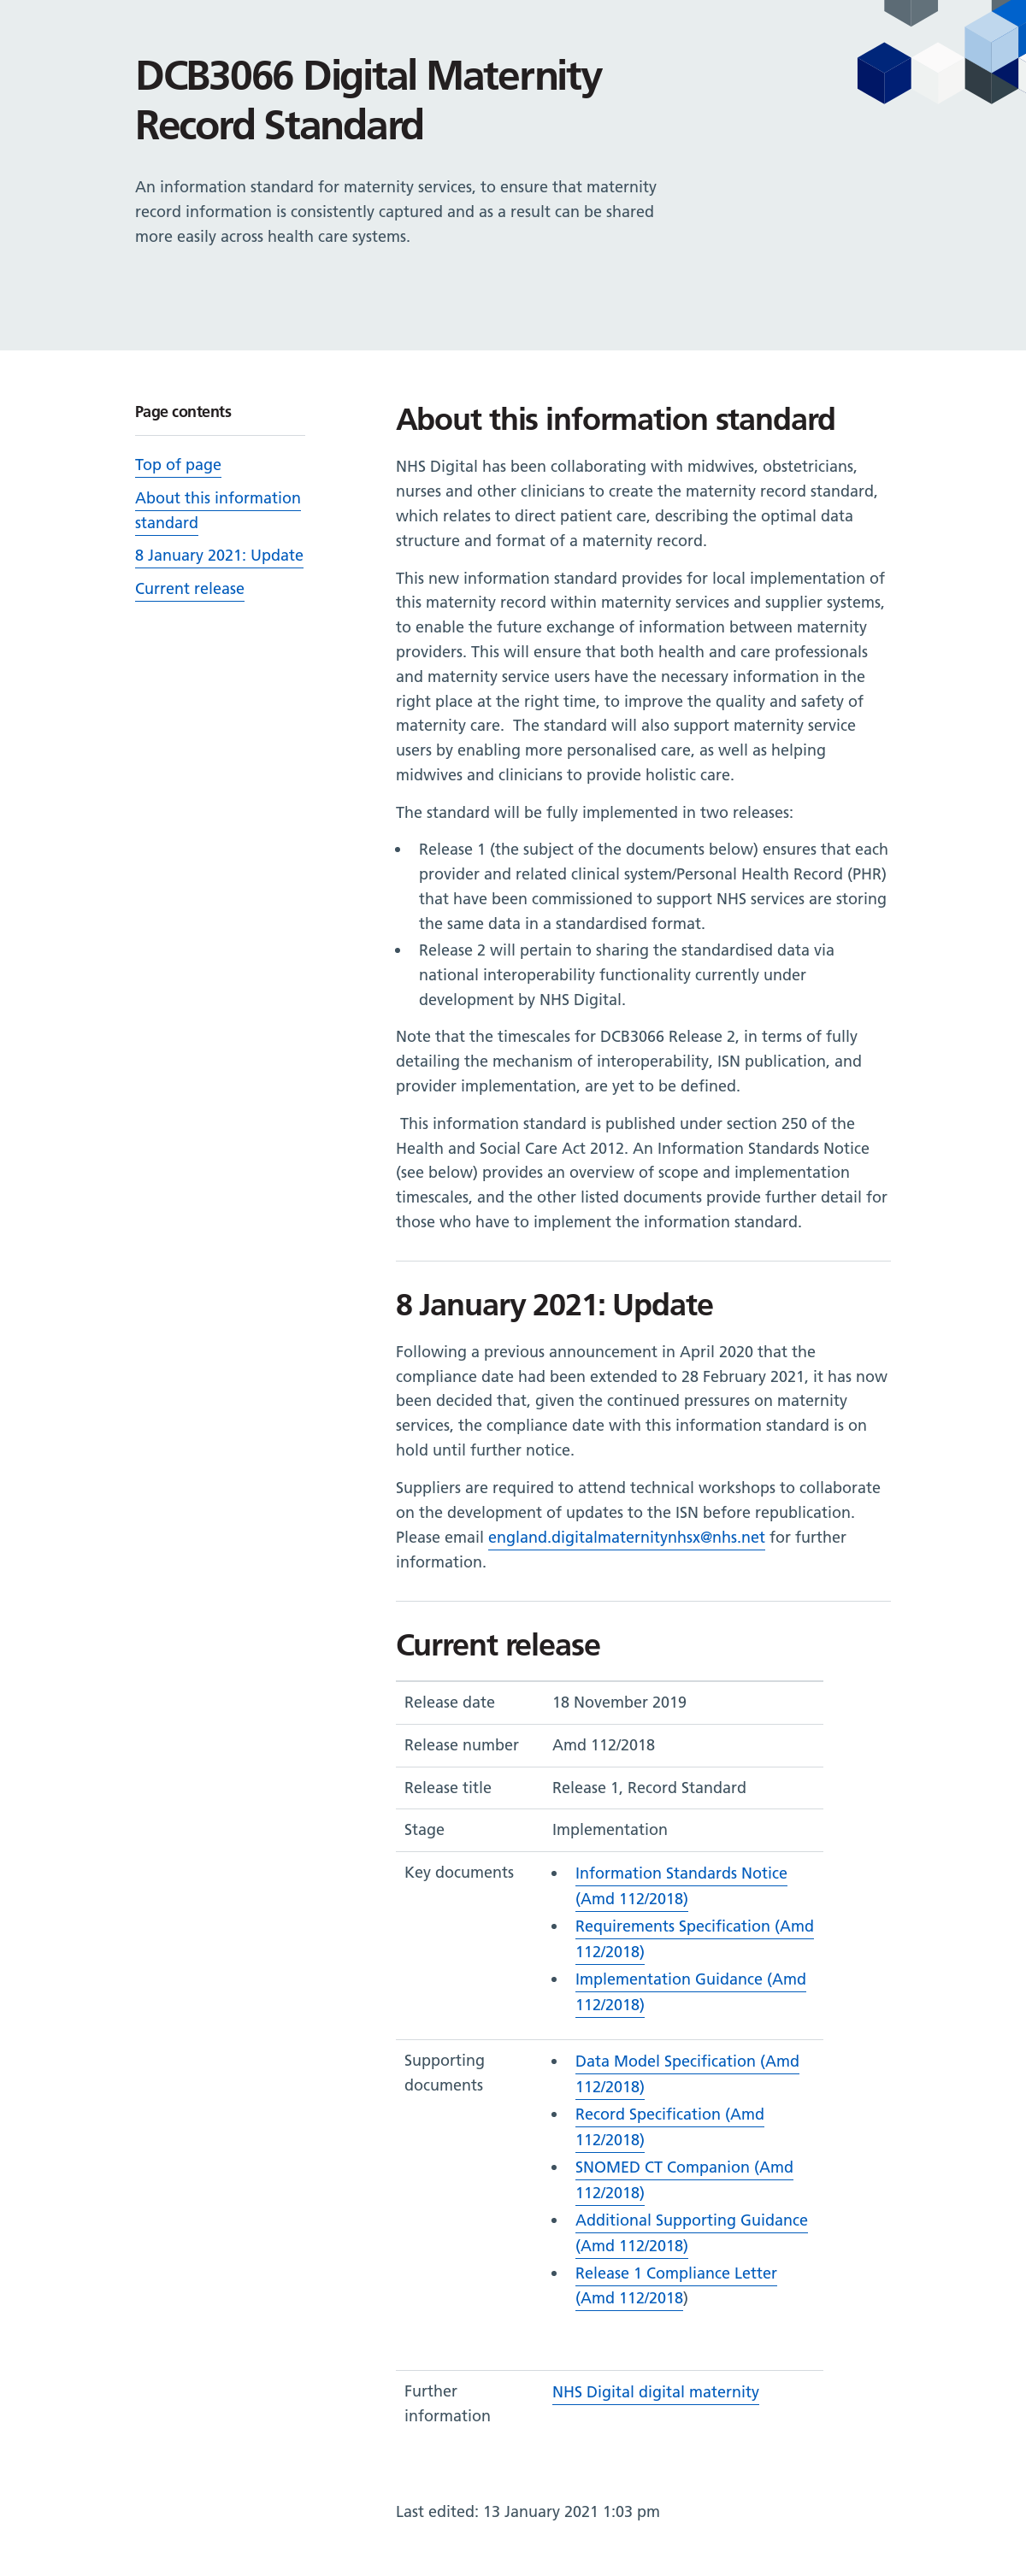 DCB3066 Digital Maternity
Record Standard
An information standard for maternity services, to ensure that maternity
record information is consistently captured and as a result can be shared
more easily across health care systems.
Page contents
Top of page
About this information
standard
8 January 2021: Update
Current release
About this information standard
NHS Digital has been collaborating with midwives, obstetricians,
nurses and other clinicians to create the maternity record standard,
which relates to direct patient care, describing the optimal data
structure and format of a maternity record.
This new information standard provides for local implementation of
this maternity record within maternity services and supplier systems,
to enable the future exchange of information between maternity
providers. This will ensure that both health and care professionals
and maternity service users have the necessary information in the
right place at the right time, to improve the quality and safety of
maternity care.  The standard will also support maternity service
users by enabling more personalised care, as well as helping
midwives and clinicians to provide holistic care.
The standard will be fully implemented in two releases:
• Release 1 (the subject of the documents below) ensures that each
provider and related clinical system/Personal Health Record (PHR)
that have been commissioned to support NHS services are storing
the same data in a standardised format.
• Release 2 will pertain to sharing the standardised data via
national interoperability functionality currently under
development by NHS Digital.
Note that the timescales for DCB3066 Release 2, in terms of fully
detailing the mechanism of interoperability, ISN publication, and
provider implementation, are yet to be defined.
This information standard is published under section 250 of the
Health and Social Care Act 2012. An Information Standards Notice
(see below) provides an overview of scope and implementation
timescales, and the other listed documents provide further detail for
those who have to implement the information standard.
8 January 2021: Update
Following a previous announcement in April 2020 that the
compliance date had been extended to 28 February 2021, it has now
been decided that, given the continued pressures on maternity
services, the compliance date with this information standard is on
hold until further notice.
Suppliers are required to attend technical workshops to collaborate
on the development of updates to the ISN before republication.
Please email england.digitalmaternitynhsx@nhs.net for further
information.
Current release
Release date 18 November 2019
Release number Amd 112/2018
Release title Release 1, Record Standard
Stage Implementation
Key documents • Information Standards Notice
(Amd 112/2018)
• Requirements Specification (Amd
112/2018)
• Implementation Guidance (Amd
112/2018)
Supporting
documents
• Data Model Specification (Amd
112/2018)
• Record Specification (Amd
112/2018)
• SNOMED CT Companion (Amd
112/2018)
• Additional Supporting Guidance
(Amd 112/2018)
• Release 1 Compliance Letter
(Amd 112/2018)
Further
information
NHS Digital digital maternity
Last edited: 13 January 2021 1:03 pm